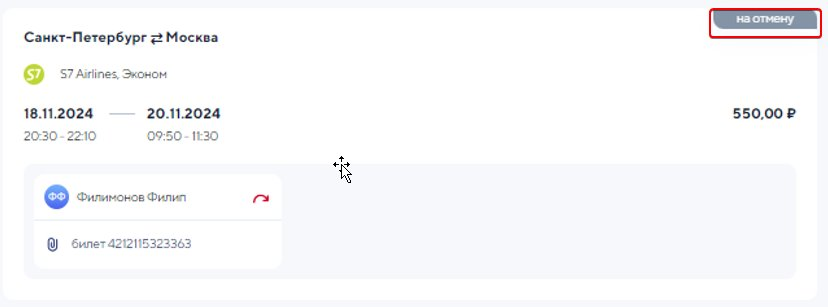 на отмену
Санкт-Петербург ⇄ Москва
S7 S7 Airlines, Эконом
18.11.2024 — 20.11.2024 550,00 ₽
20:30 - 22:10 09:50 - 11:30
ФФ Филимонов Филип
билет 4212115323363